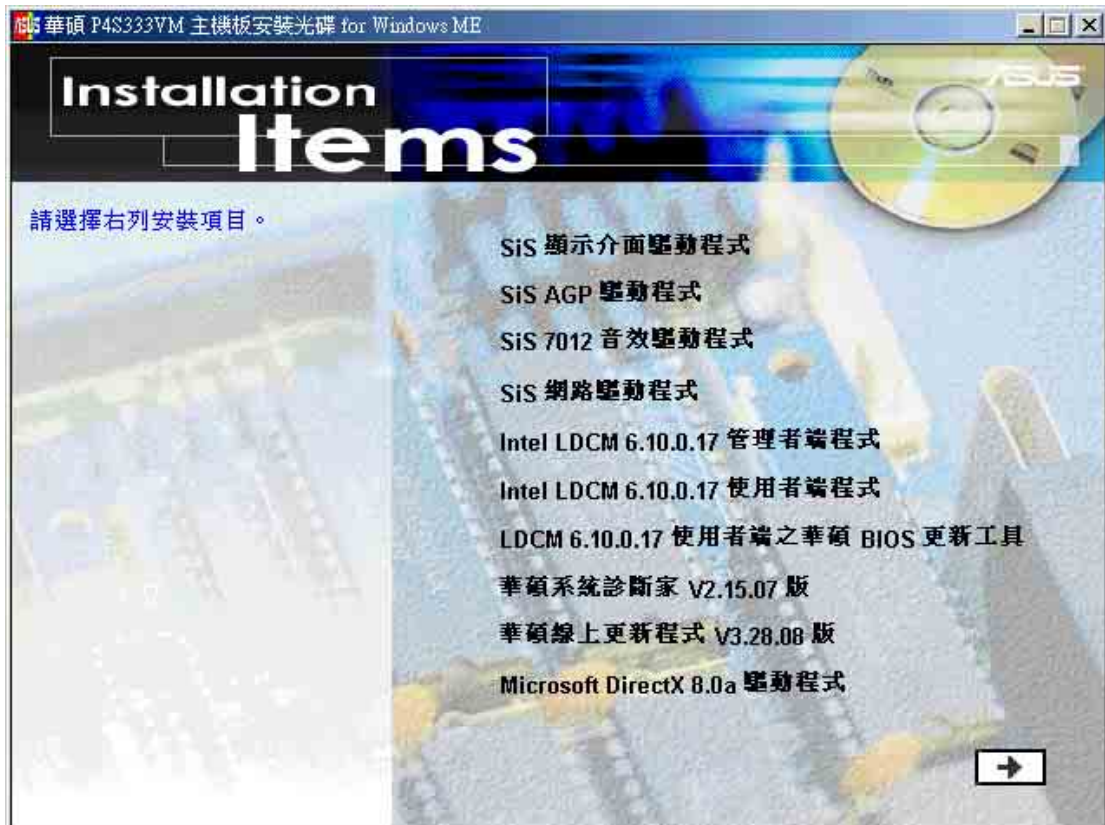 華碩 P4S333VM 主機板安裝光碟 for Windows ME
ASUS
Installation
Items
請選擇右列安裝項目。
SiS 顯示介面驅動程式
SiS AGP 驅動程式
SiS 7012 音效驅動程式
SiS 網路驅動程式
Intel LDCM 6.10.0.17 管理者端程式
Intel LDCM 6.10.0.17 使用者端程式
LDCM 6.10.0.17 使用者端之華碩 BIOS 更新工具
華碩系統診斷家 V2.15.07 版
華碩線上更新程式 V3.28.08 版
Microsoft DirectX 8.0a 驅動程式